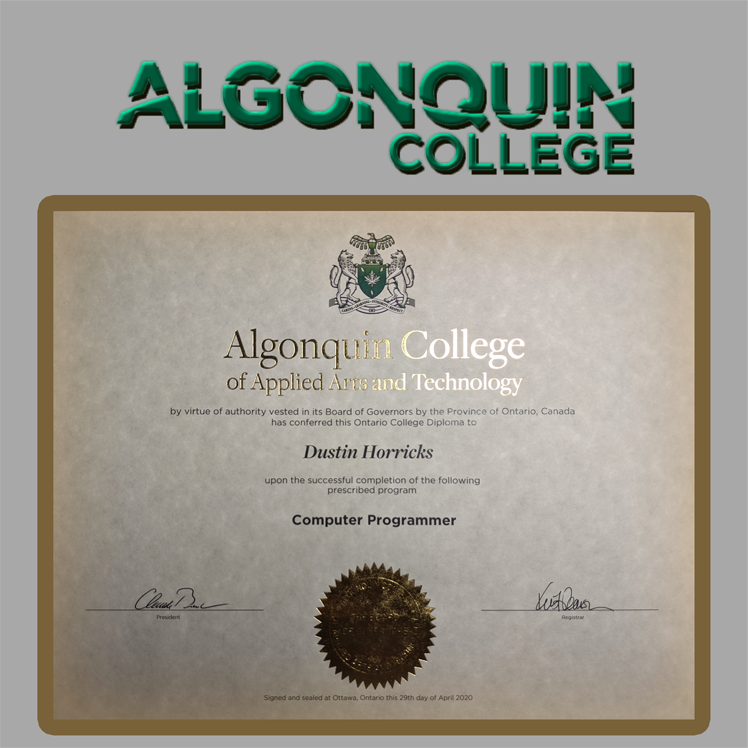 ALGONQUIN
COLLEGE
Algonquin College
of Applied Arts and Technology
by virtue of authority vested in its Board of Governors by the Province of Ontario, Canada
has conferred this Ontario College Diploma to
Dustin Horricks
upon the successful completion of the following
prescribed program
Computer Programmer
President
Registrar
Signed and sealed at Ottawa, Ontario this 29th day of April 2020